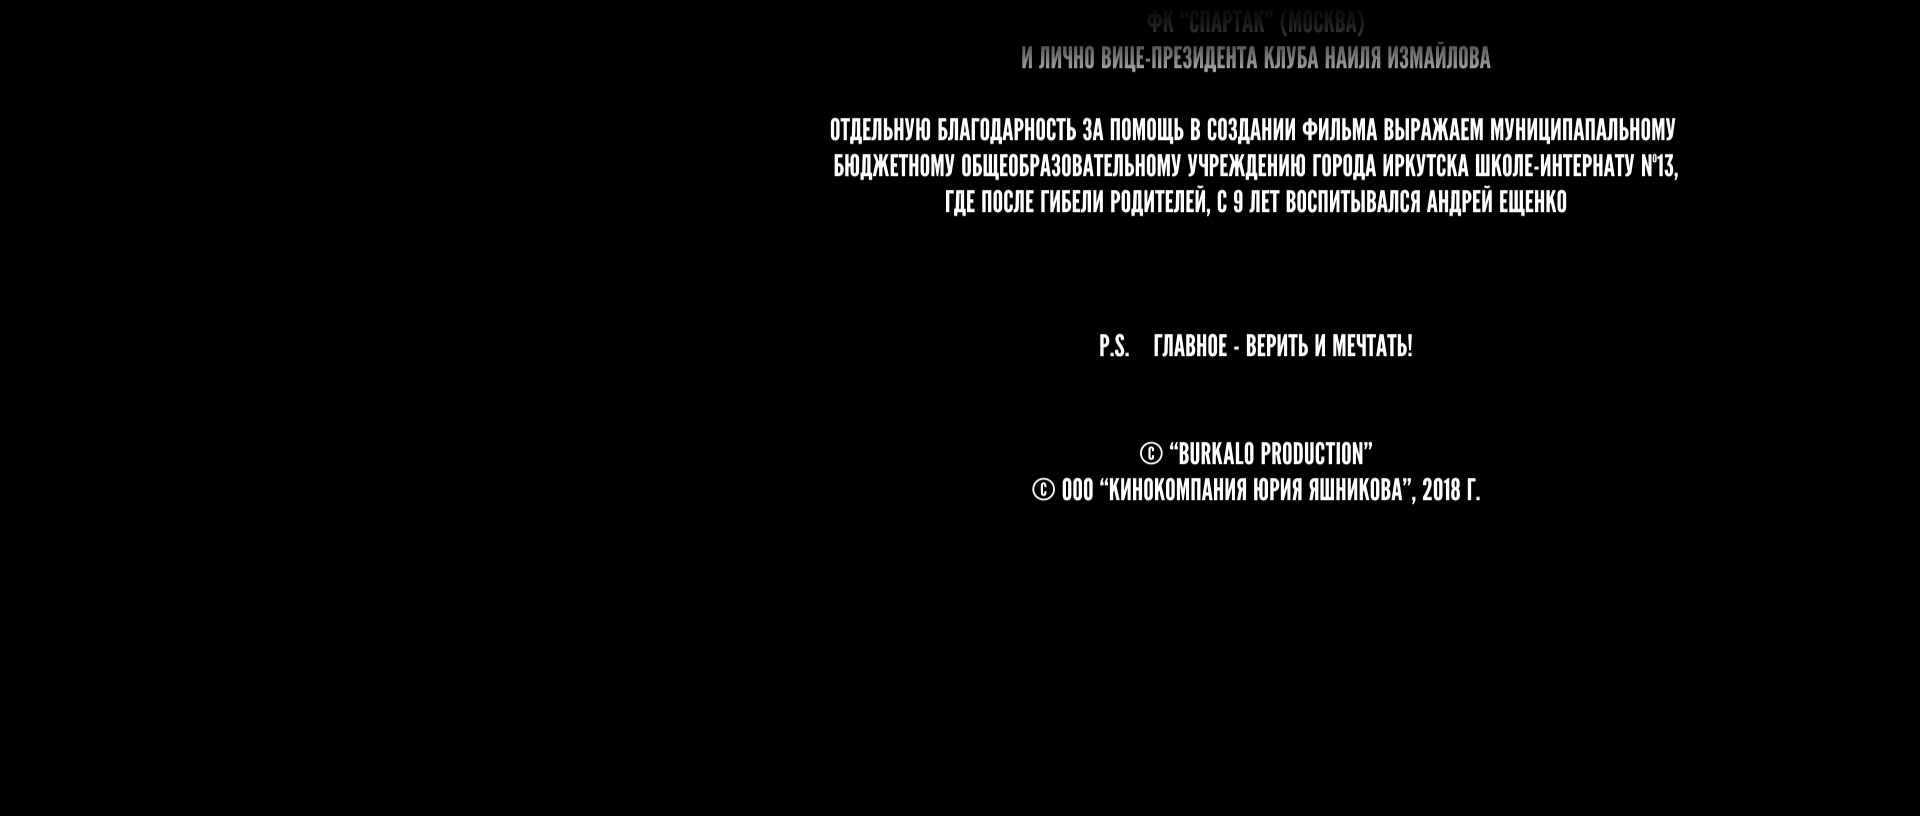 ФК “СПАРТАК” (МОСКВА)
И ЛИЧНО ВИЦЕ-ПРЕЗИДЕНТА КЛУБА НАИЛЯ ИЗМАЙЛОВА
ОТДЕЛЬНУЮ БЛАГОДАРНОСТЬ ЗА ПОМОЩЬ В СОЗДАНИИ ФИЛЬМА ВЫРАЖАЕМ МУНИЦИПАПАЛЬНОМУ
БЮДЖЕТНОМУ ОБЩЕОБРАЗОВАТЕЛЬНОМУ УЧРЕЖДЕНИЮ ГОРОДА ИРКУТСКА ШКОЛЕ-ИНТЕРНАТУ №13,
ГДЕ ПОСЛЕ ГИБЕЛИ РОДИТЕЛЕЙ, С 9 ЛЕТ ВОСПИТЫВАЛСЯ АНДРЕЙ ЕЩЕНКО
P.S. ГЛАВНОЕ - ВЕРИТЬ И МЕЧТАТЬ!
© “BURKALO PRODUCTION”
© ООО “КИНОКОМПАНИЯ ЮРИЯ ЯШНИКОВА”, 2018 Г.